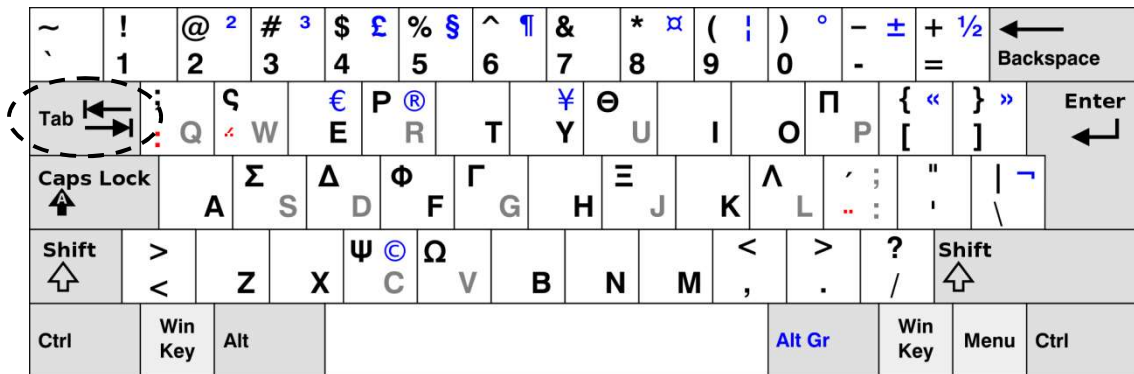 ~ ` ! 1 @ ² 2 # ³ 3 $ £ 4 % § 5 ^ ¶ 6 & 7 * ¤ 8 ( ¦ 9 ) ° 0 − ± - + ½ = Backspace
Tab ; : Q ς W € E Ρ ® R T ¥ Y Θ U I O Π P { « [ } » ] Enter
Caps Lock A Σ S Δ D Φ F Γ G H Ξ J K Λ L ΄ ; ¨ : " ' | ¬ \
Shift > < Z X Ψ © C Ω V B N M < , > . ? / Shift
Ctrl Win Key Alt Alt Gr Win Key Menu Ctrl